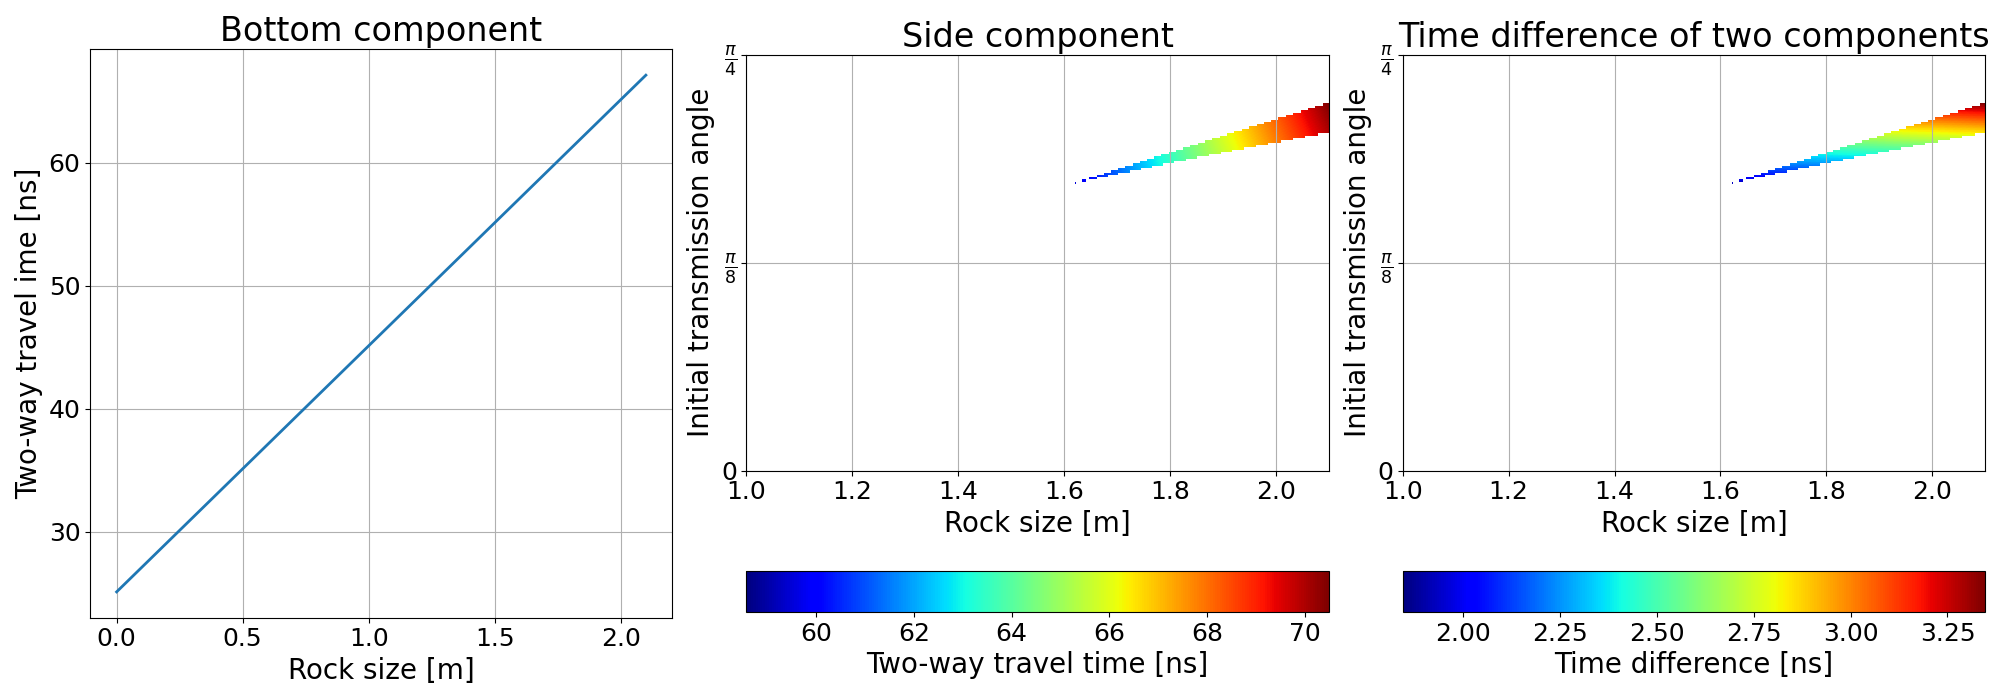 Bottom component
Two-way travel ime [ns]
60
50
40
30
0.0 0.5 1.0 1.5 2.0
Rock size [m]
Side component
Initial transmission angle
π/4
π/8
0
1.0 1.2 1.4 1.6 1.8 2.0
Rock size [m]
60 62 64 66 68 70
Two-way travel time [ns]
Time difference of two components
Initial transmission angle
π/4
π/8
0
1.0 1.2 1.4 1.6 1.8 2.0
Rock size [m]
2.00 2.25 2.50 2.75 3.00 3.25
Time difference [ns]